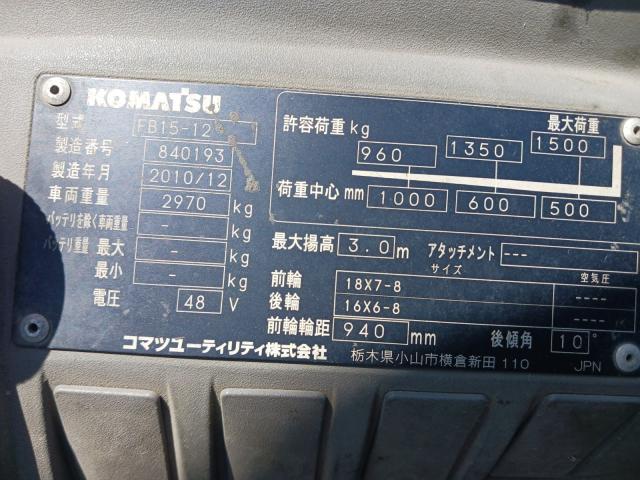 KOMATSU
型式 FB15-12
製造番号 840193
製造年月 2010/12
車両重量 2970 kg
バッテリを除く車両重量 - kg
バッテリ重量 最大 - kg
最小 - kg
電圧 48 V
許容荷重 kg 最大荷重
960 1350 1500
荷重中心 mm 1000 600 500
最大揚高 3.0 m アタッチメント ---
サイズ 空気圧
前輪 18X7-8 ----
後輪 16X6-8 ----
前輪輪距 940 mm 後傾角 10°
コマツユーティリティ株式会社 栃木県小山市横倉新田 110 JPN